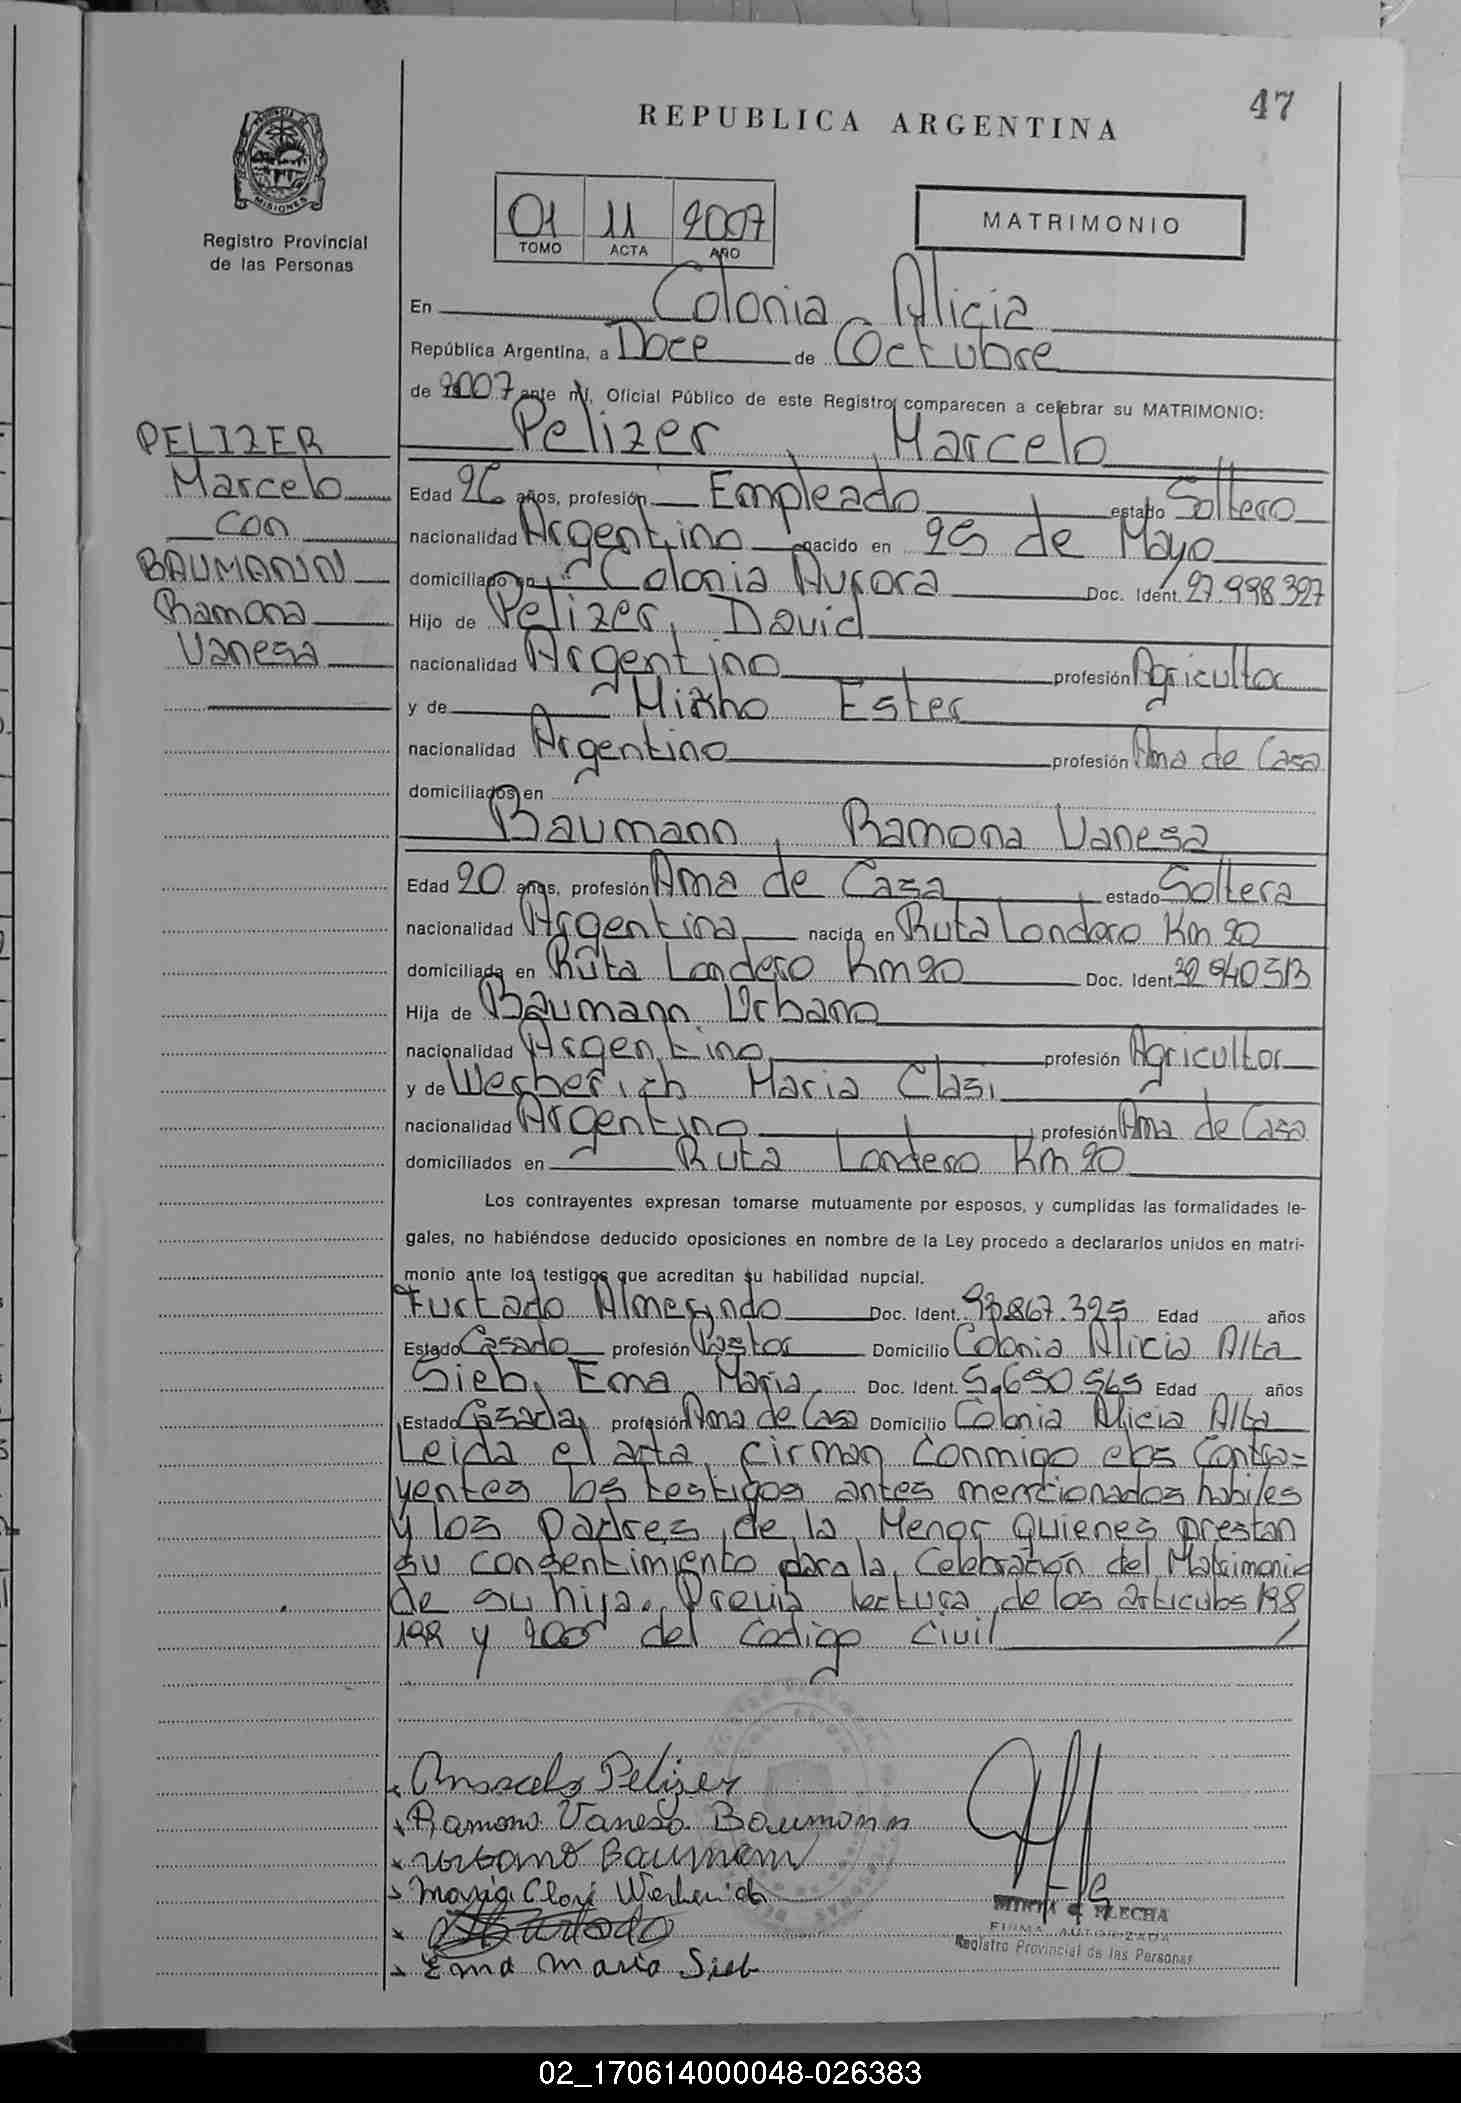 47
REPUBLICA ARGENTINA
MISIONES
Registro Provincial
de las Personas
01 11 2007
TOMO ACTA AÑO
MATRIMONIO
En Colonia Alicia
República Argentina, a Doce de Octubre
de 2007 ante mí, Oficial Público de este Registro comparecen a celebrar su MATRIMONIO:
Pelizer, Marcelo
PELIZER
Marcelo
con
BAUMANN
Ramona
Vanesa
Edad 26 años, profesión Empleado estado Soltero
nacionalidad Argentino nacido en 25 de Mayo
domiciliado en Colonia Aurora Doc. Ident. 27.998.327
Hijo de Pelizer, David
nacionalidad Argentino profesión Agricultor
y de Ester
nacionalidad Argentino profesión Ama de Casa
domiciliados en
Baumann, Ramona Vanesa
Edad 20 años, profesión Ama de Casa estado Soltera
nacionalidad Argentina nacida en Ruta Londero Km 20
domiciliada en Ruta Londero Km 20 Doc. Ident. 32.940.513
Hija de Baumann Urbano
nacionalidad Argentino profesión Agricultor
y de Werberich Maria Clasi
nacionalidad Argentino profesión Ama de Casa
domiciliados en Ruta Londero Km 20
Los contrayentes expresan tomarse mutuamente por esposos, y cumplidas las formalidades le-
gales, no habiéndose deducido oposiciones en nombre de la Ley procedo a declararlos unidos en matri-
monio ante los testigos que acreditan su habilidad nupcial.
Furtado Almerindo Doc. Ident. Edad años
Estado Casado profesión Pastor Domicilio Colonia Alicia Alta
Sieb, Ema Maria Doc. Ident. 5.650.565 Edad años
Estado Casada profesión Ama de Casa Domicilio Colonia Alicia Alta
Leida el acta, firman conmigo los Contra=
yentes los testigos antes mencionados habiles
y los Padres de la Menor quienes prestan
su consentimiento para la Celebración del Matrimonio
de su hija. Previa lectura de los articulos 198
199 y 200 del Codigo Civil
Marcelo Pelizer
Ramona Vanesa Baumann
Urbano Baumann
Maria Clasi Werberich
Furtado
Ema Maria Sieb
FLECHA
FIRMA AUTORIZADA
Registro Provincial de las Personas
02_170614000048-026383